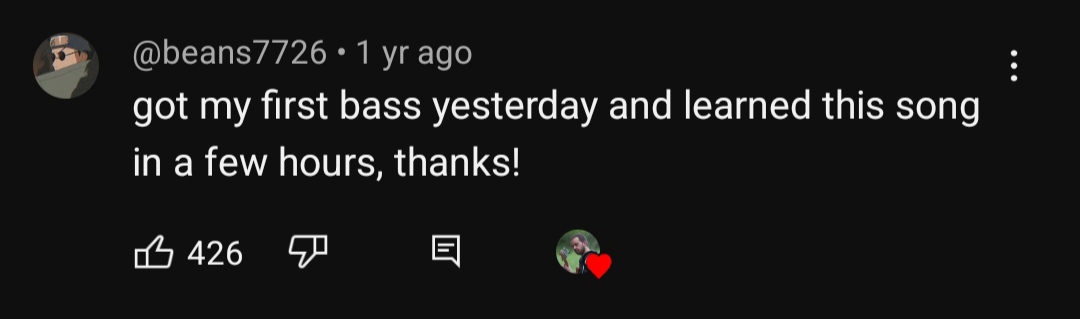 @beans7726 • 1 yr ago
got my first bass yesterday and learned this song
in a few hours, thanks!
426